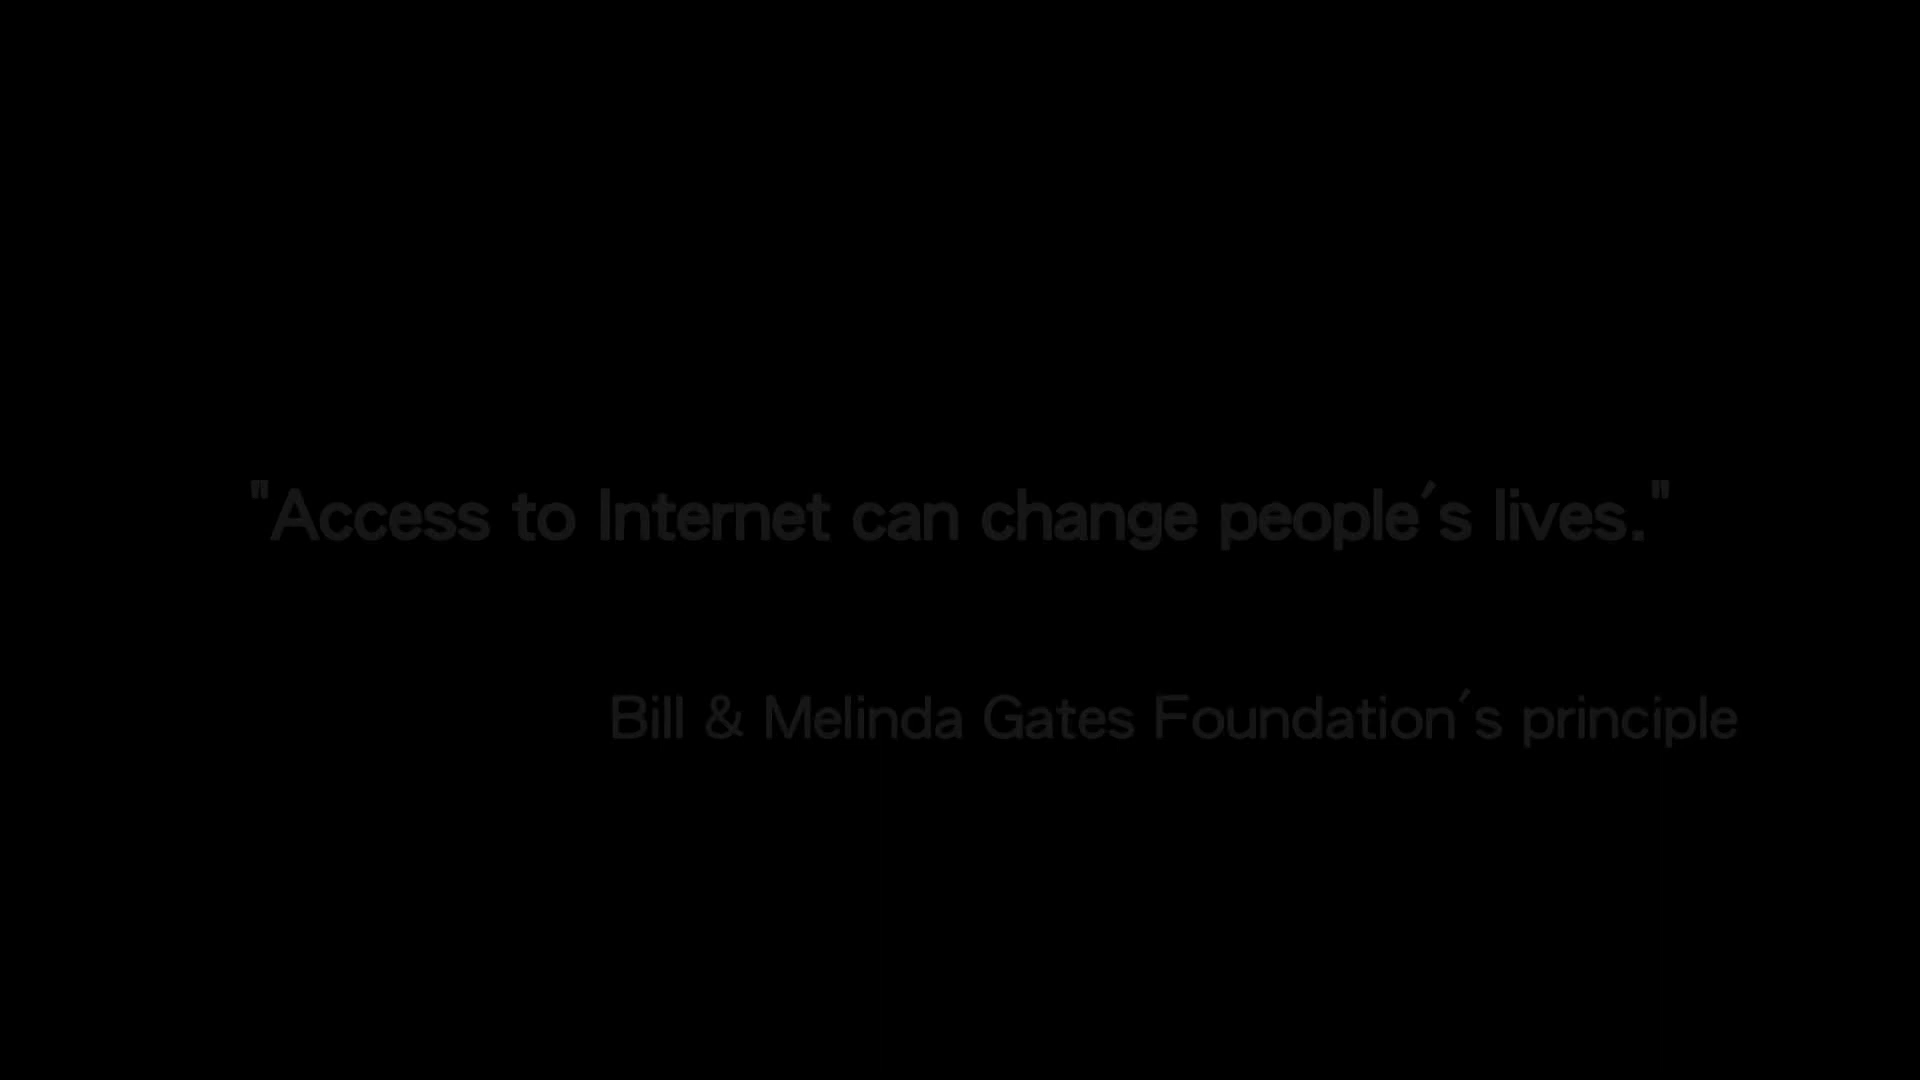 "Access to Internet can change people's lives."
Bill & Melinda Gates Foundation's principle